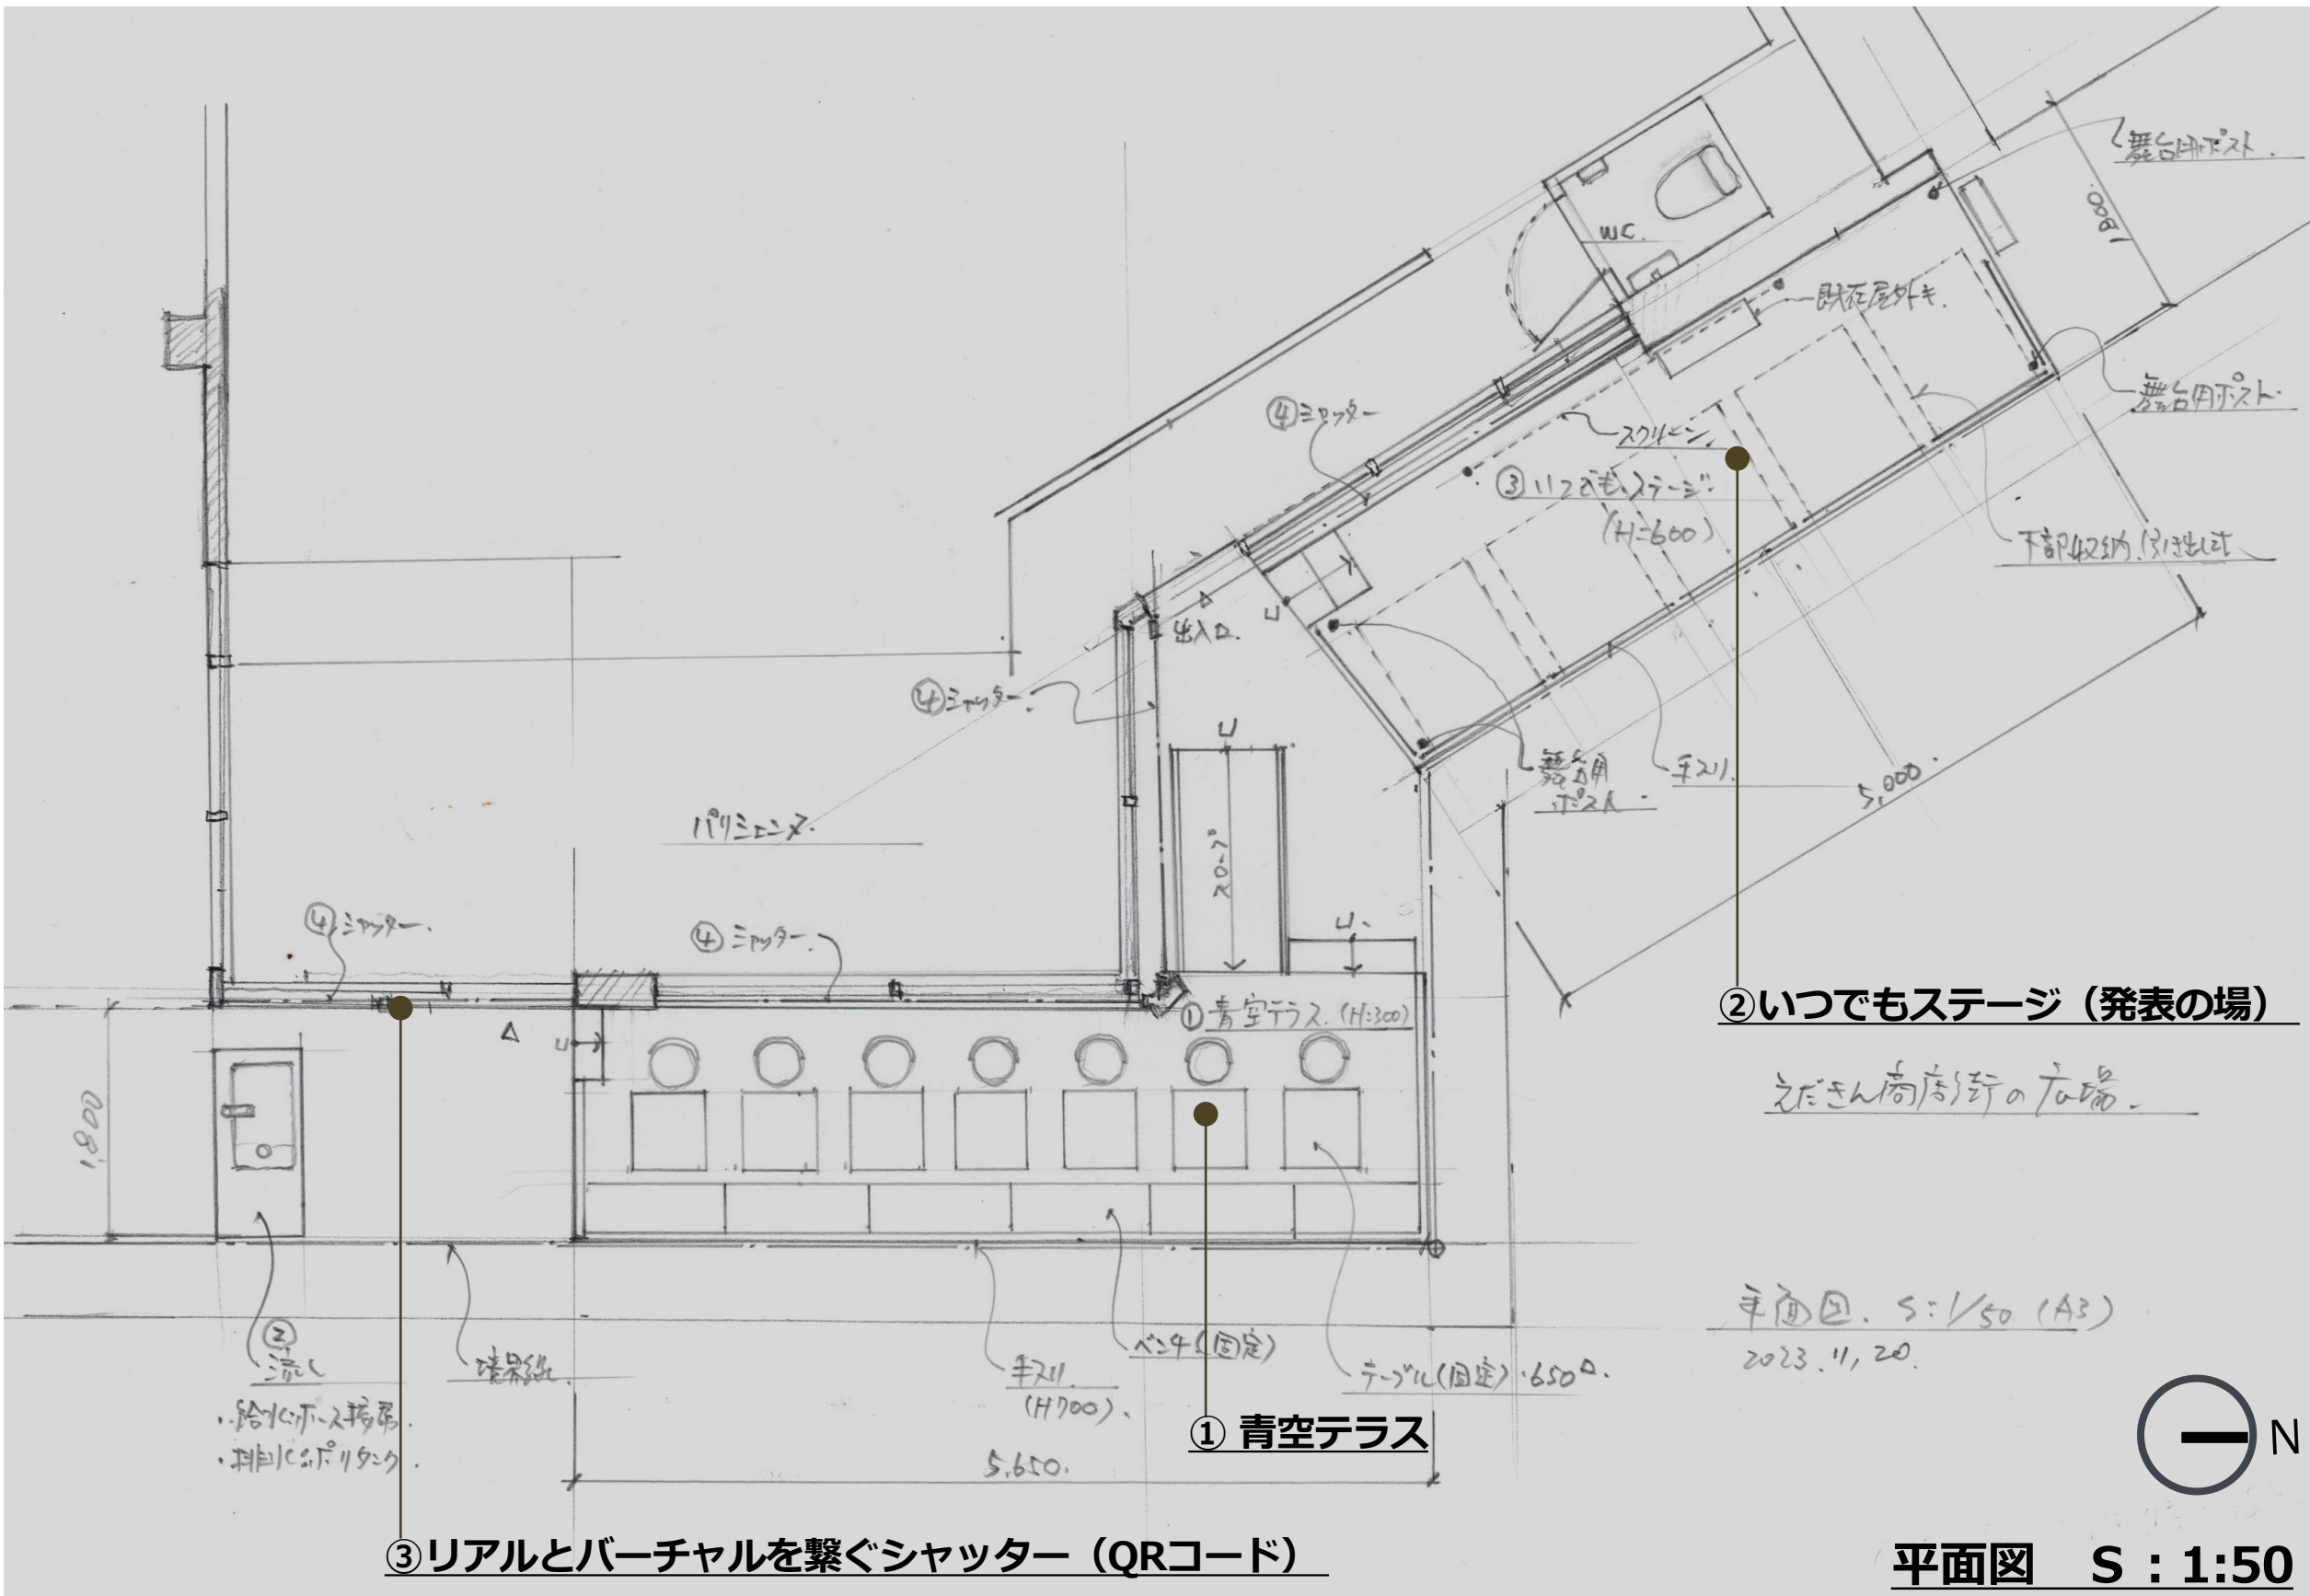 舞台用ポスト.
1,800.
WC.
既存屋外キ.
舞台用ポスト.
④シャッター
スクリーン.
③いつでもステージ.
(H=600)
下部収納.引き出し式
U
出入口.
④シャッター.
U
舞台用
ポスト.
手スリ.
5,000.
パリミエンヌ.
スロープ
④シャッター.
④シャッター.
U.
①青空テラス.(H=300)
②いつでもステージ（発表の場）
えだきん商店街の広場.
U
1,800
平面図. S=1/50 (A3)
2023.11.20.
②
流し
境界線.
手スリ.
(H700).
ベンチ(固定)
テーブル(固定)・650□.
・給水:ホース接続.
・排水:ポリタンク.
① 青空テラス
N
5,650.
③リアルとバーチャルを繋ぐシャッター（QRコード）
平面図　S：1:50